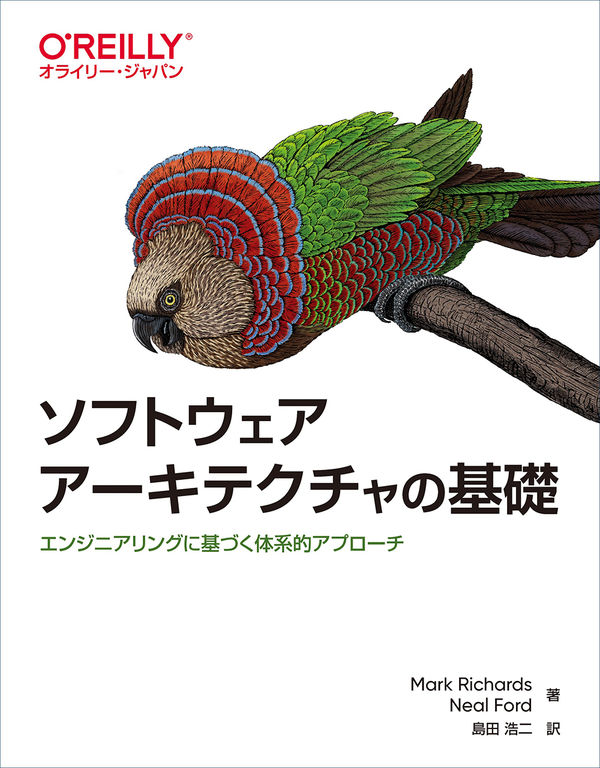 O'REILLY®
オライリー・ジャパン
ソフトウェア
アーキテクチャの基礎
エンジニアリングに基づく体系的アプローチ
Mark Richards
Neal Ford 著
島田 浩二 訳